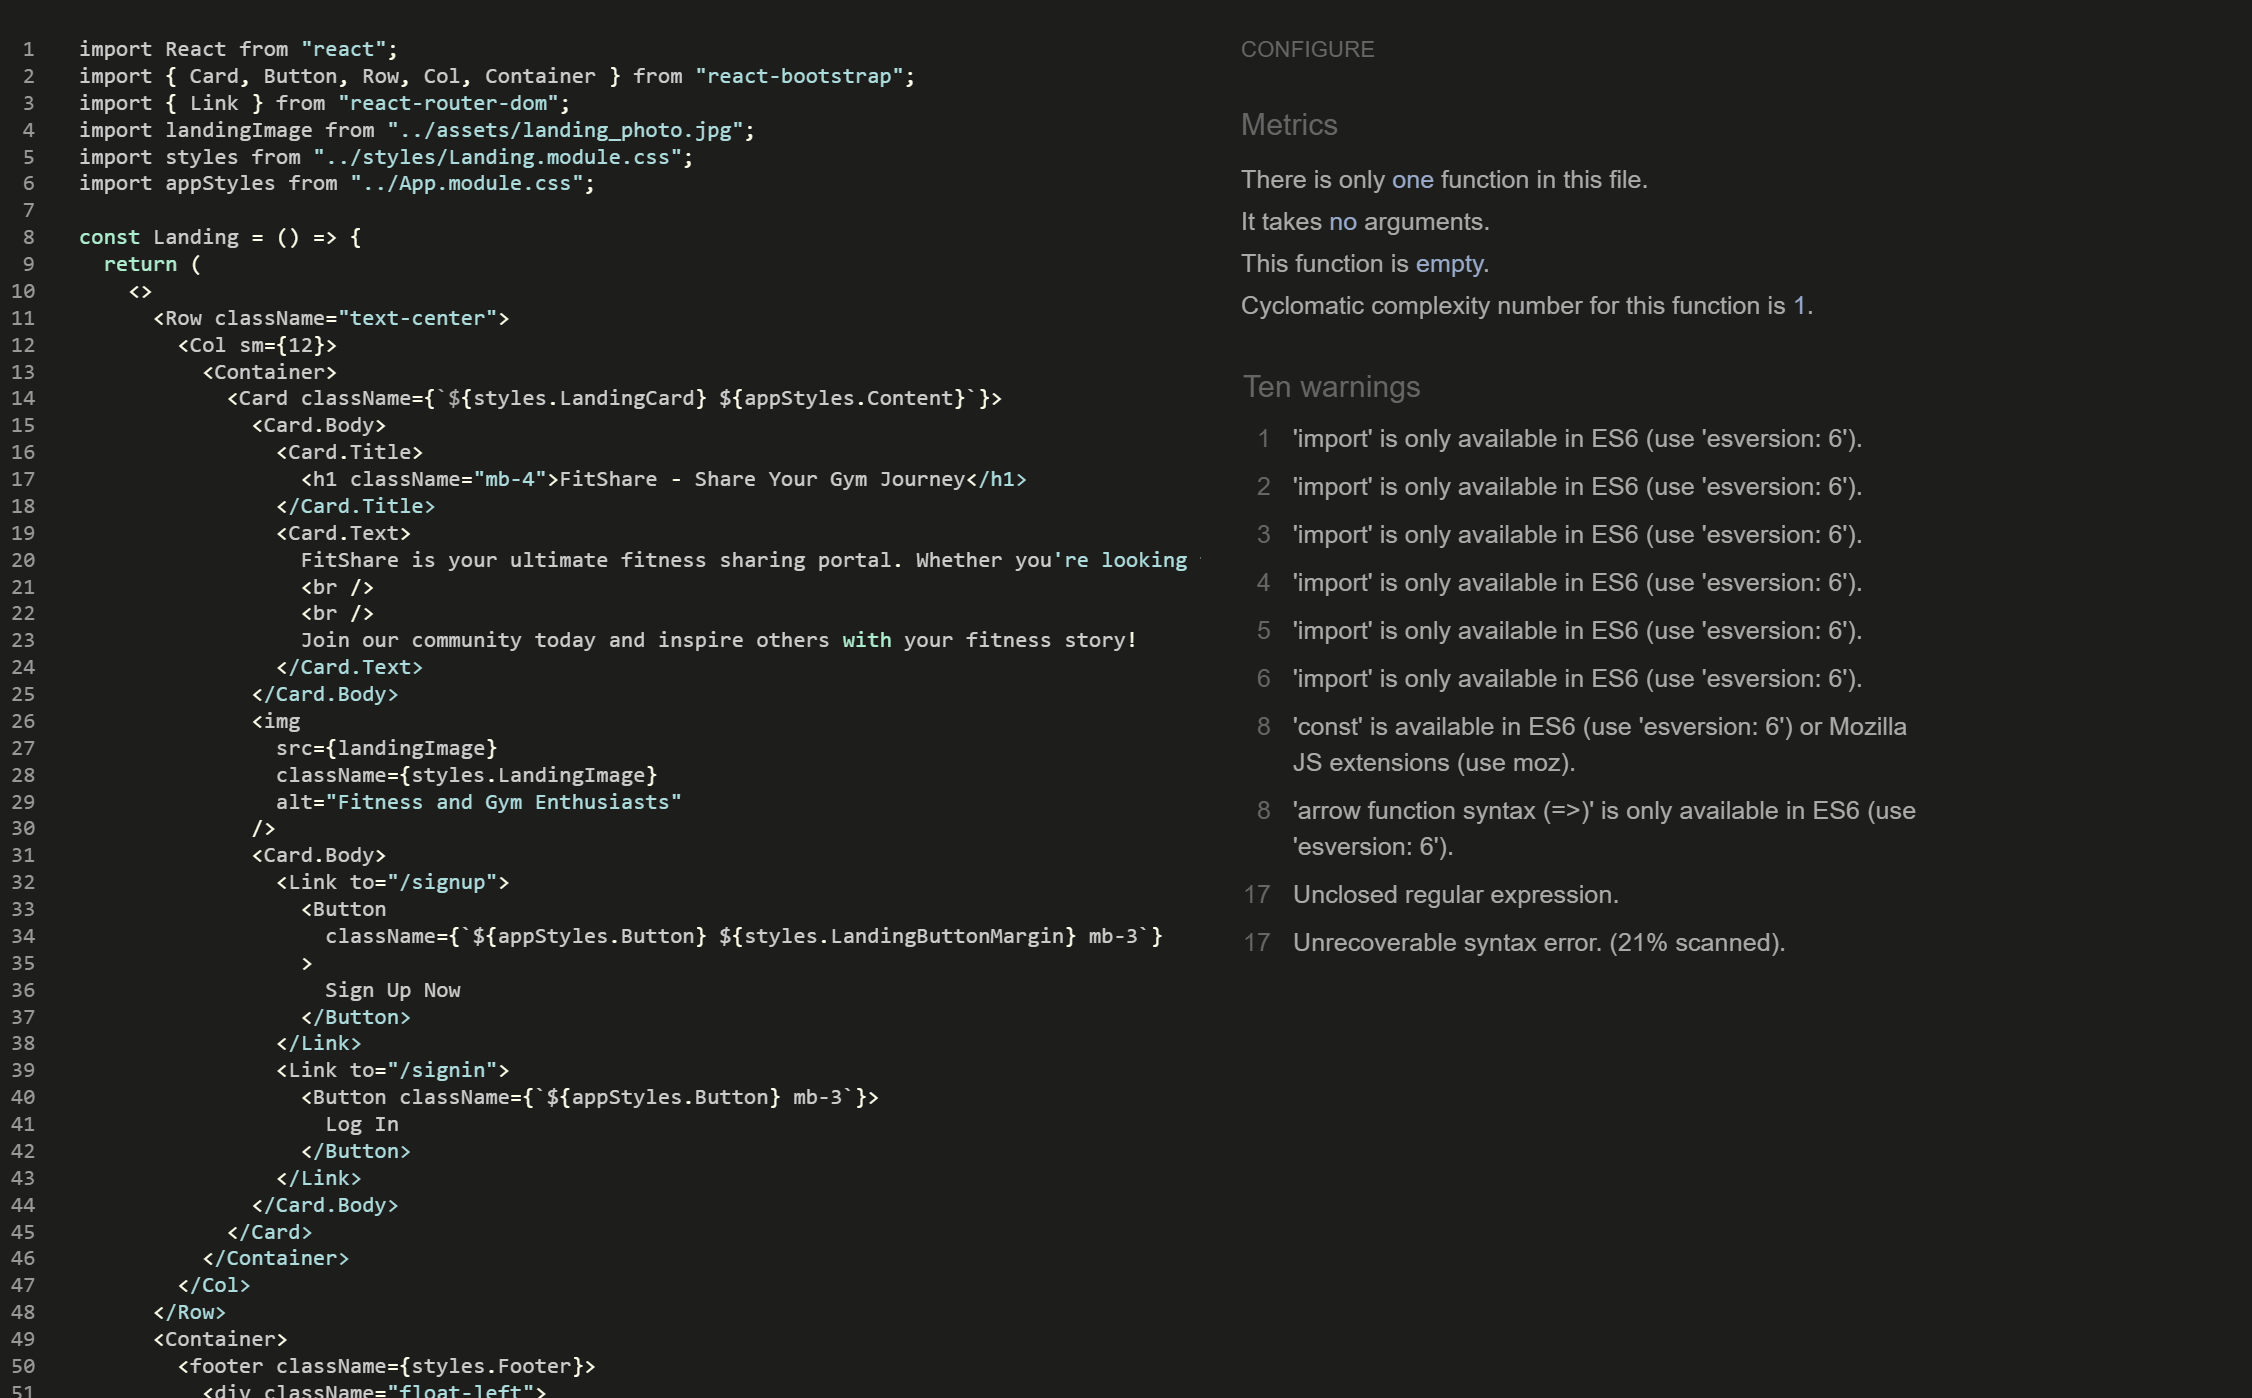 1 import React from "react";
2 import { Card, Button, Row, Col, Container } from "react-bootstrap";
3 import { Link } from "react-router-dom";
4 import landingImage from "../assets/landing_photo.jpg";
5 import styles from "../styles/Landing.module.css";
6 import appStyles from "../App.module.css";
7
8 const Landing = () => {
9 return (
10 <>
11 <Row className="text-center">
12 <Col sm={12}>
13 <Container>
14 <Card className={`${styles.LandingCard} ${appStyles.Content}`}>
15 <Card.Body>
16 <Card.Title>
17 <h1 className="mb-4">FitShare - Share Your Gym Journey</h1>
18 </Card.Title>
19 <Card.Text>
20 FitShare is your ultimate fitness sharing portal. Whether you're looking
21 <br />
22 <br />
23 Join our community today and inspire others with your fitness story!
24 </Card.Text>
25 </Card.Body>
26 <img
27 src={landingImage}
28 className={styles.LandingImage}
29 alt="Fitness and Gym Enthusiasts"
30 />
31 <Card.Body>
32 <Link to="/signup">
33 <Button
34 className={`${appStyles.Button} ${styles.LandingButtonMargin} mb-3`}
35 >
36 Sign Up Now
37 </Button>
38 </Link>
39 <Link to="/signin">
40 <Button className={`${appStyles.Button} mb-3`}>
41 Log In
42 </Button>
43 </Link>
44 </Card.Body>
45 </Card>
46 </Container>
47 </Col>
48 </Row>
49 <Container>
50 <footer className={styles.Footer}>
51 <div className="float-left">
CONFIGURE
Metrics
There is only one function in this file.
It takes no arguments.
This function is empty.
Cyclomatic complexity number for this function is 1.
Ten warnings
1 'import' is only available in ES6 (use 'esversion: 6').
2 'import' is only available in ES6 (use 'esversion: 6').
3 'import' is only available in ES6 (use 'esversion: 6').
4 'import' is only available in ES6 (use 'esversion: 6').
5 'import' is only available in ES6 (use 'esversion: 6').
6 'import' is only available in ES6 (use 'esversion: 6').
8 'const' is available in ES6 (use 'esversion: 6') or Mozilla
JS extensions (use moz).
8 'arrow function syntax (=>)' is only available in ES6 (use
'esversion: 6').
17 Unclosed regular expression.
17 Unrecoverable syntax error. (21% scanned).